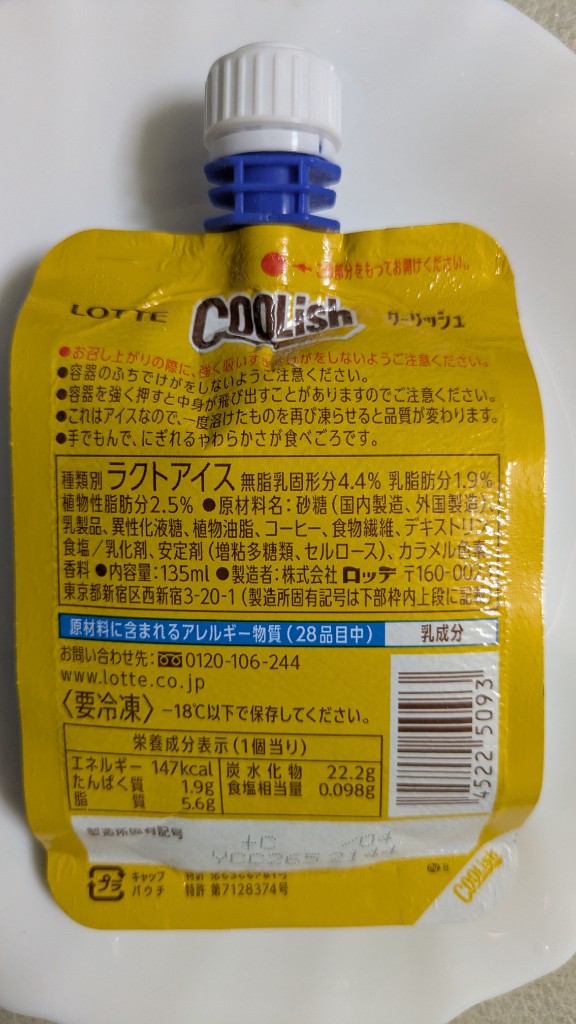 部分をもってお開けください。
LOTTE COOLish クーリッシュ
●お召し上がりの際に、強く吸いす けがをしないようご注意ください。
●容器のふちでけがをしないようご注意ください。
●容器を強く押すと中身が飛び出すことがありますのでご注意ください。
●これはアイスなので、一度溶けたものを再び凍らせると品質が変わります。
●手でもんで、にぎれるやわらかさが食べごろです。
種類別 ラクトアイス 無脂乳固形分4.4% 乳脂肪分1.9%
植物性脂肪分2.5% ●原材料名：砂糖（国内製造、外国製造）、
乳製品、異性化液糖、植物油脂、コーヒー、食物繊維、デキストリン、
食塩／乳化剤、安定剤（増粘多糖類、セルロース）、カラメル色素、
香料 ●内容量：135ml ●製造者：株式会社 ロッテ 〒160-002
東京都新宿区西新宿3-20-1（製造所固有記号は下部枠内上段に記載
原材料に含まれるアレルギー物質（28品目中） 乳成分
お問い合わせ先： 0120-106-244
www.lotte.co.jp
〈要冷凍〉 -18℃以下で保存してください。
栄養成分表示（1個当り）
エネルギー 147kcal 炭水化物 22.2g
たんぱく質 1.9g 食塩相当量 0.098g
脂質 5.6g
4522 5093
製造所固有記号
プラ キャップ パウチ
特許 第7128374号
COOLish